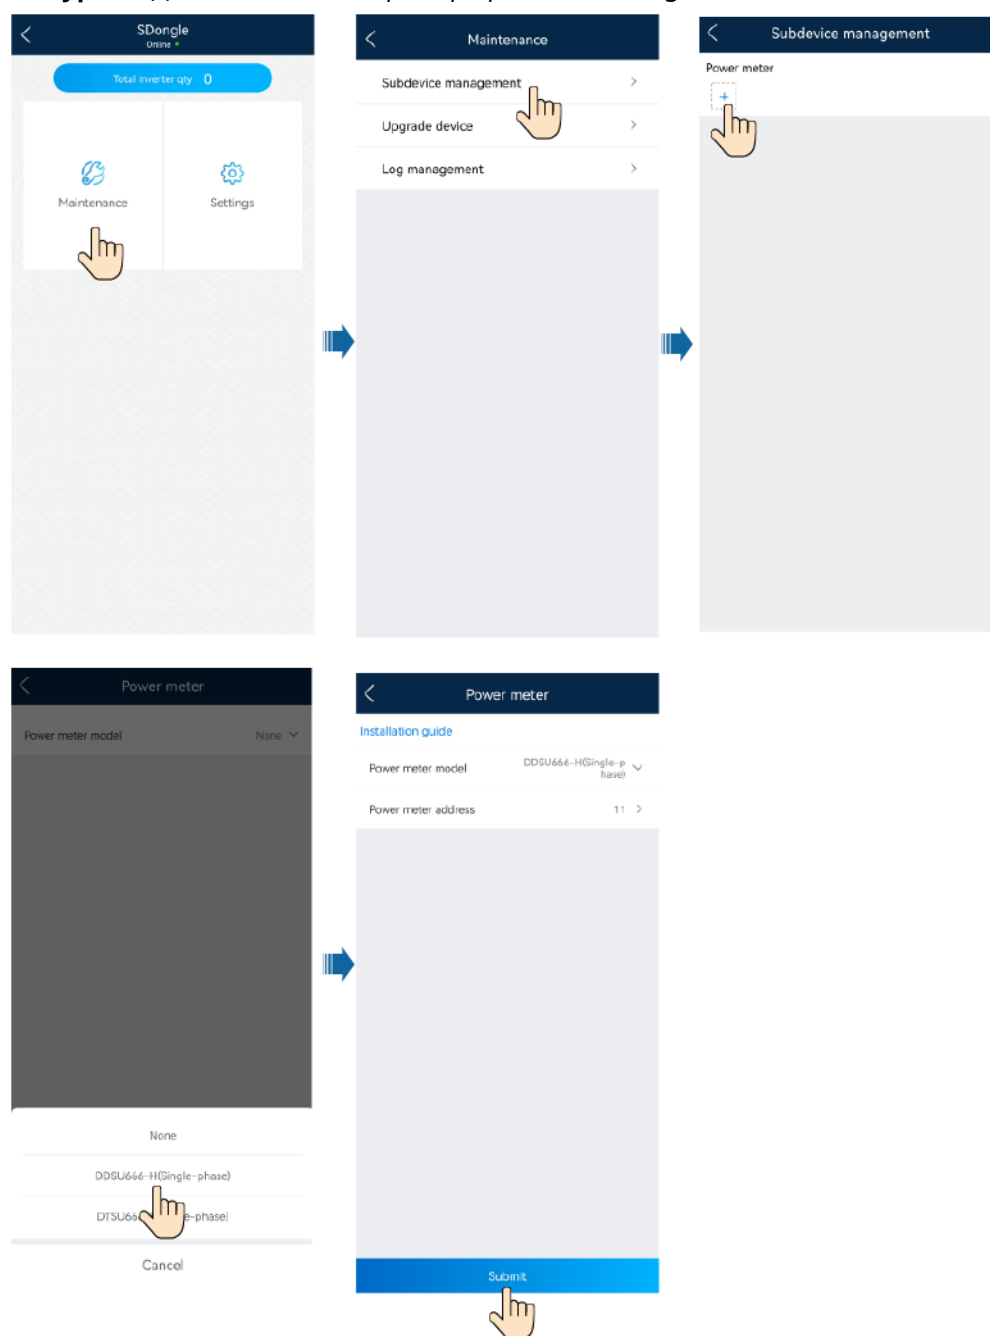 SDongle
Online
Total inverter qty 0
Maintenance
Settings
Maintenance
Subdevice management
Upgrade device
Log management
Subdevice management
Power meter
+
Power meter
Power meter model
None
None
DDSU666-H(Single-phase)
DTSU66
e-phase)
Cancel
Power meter
Installation guide
Power meter model
DDSU666-H(Single-p
hase)
Power meter address
11
Submit